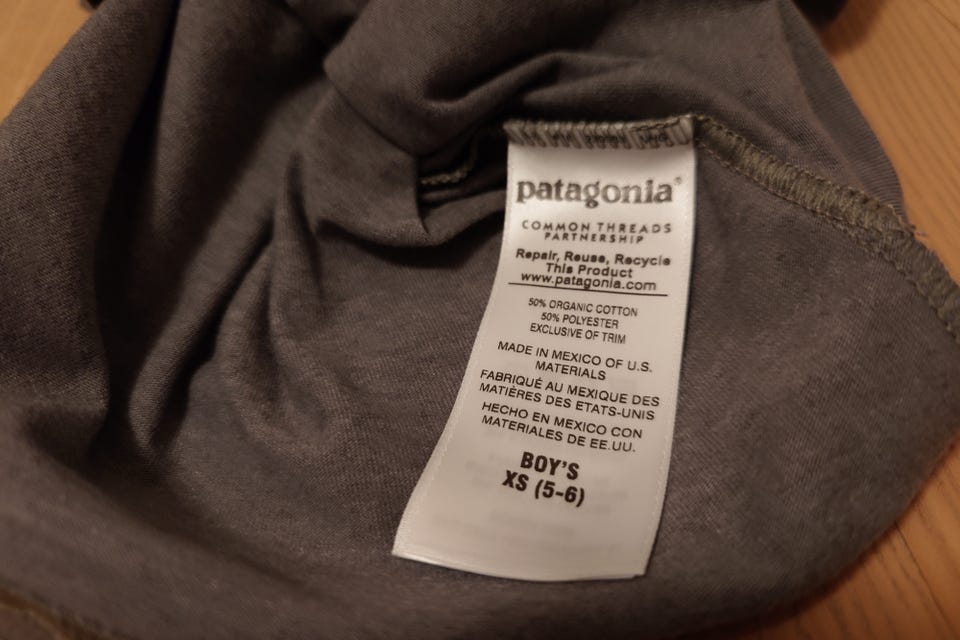 patagonia®
COMMON THREADS
PARTNERSHIP
Repair, Reuse, Recycle
This Product
www.patagonia.com
50% ORGANIC COTTON
50% POLYESTER
EXCLUSIVE OF TRIM
MADE IN MEXICO OF U.S.
MATERIALS
FABRIQUÉ AU MEXIQUE DES
MATIÈRES DES ETATS-UNIS
HECHO EN MEXICO CON
MATERIALES DE EE.UU.
BOY'S
XS (5-6)